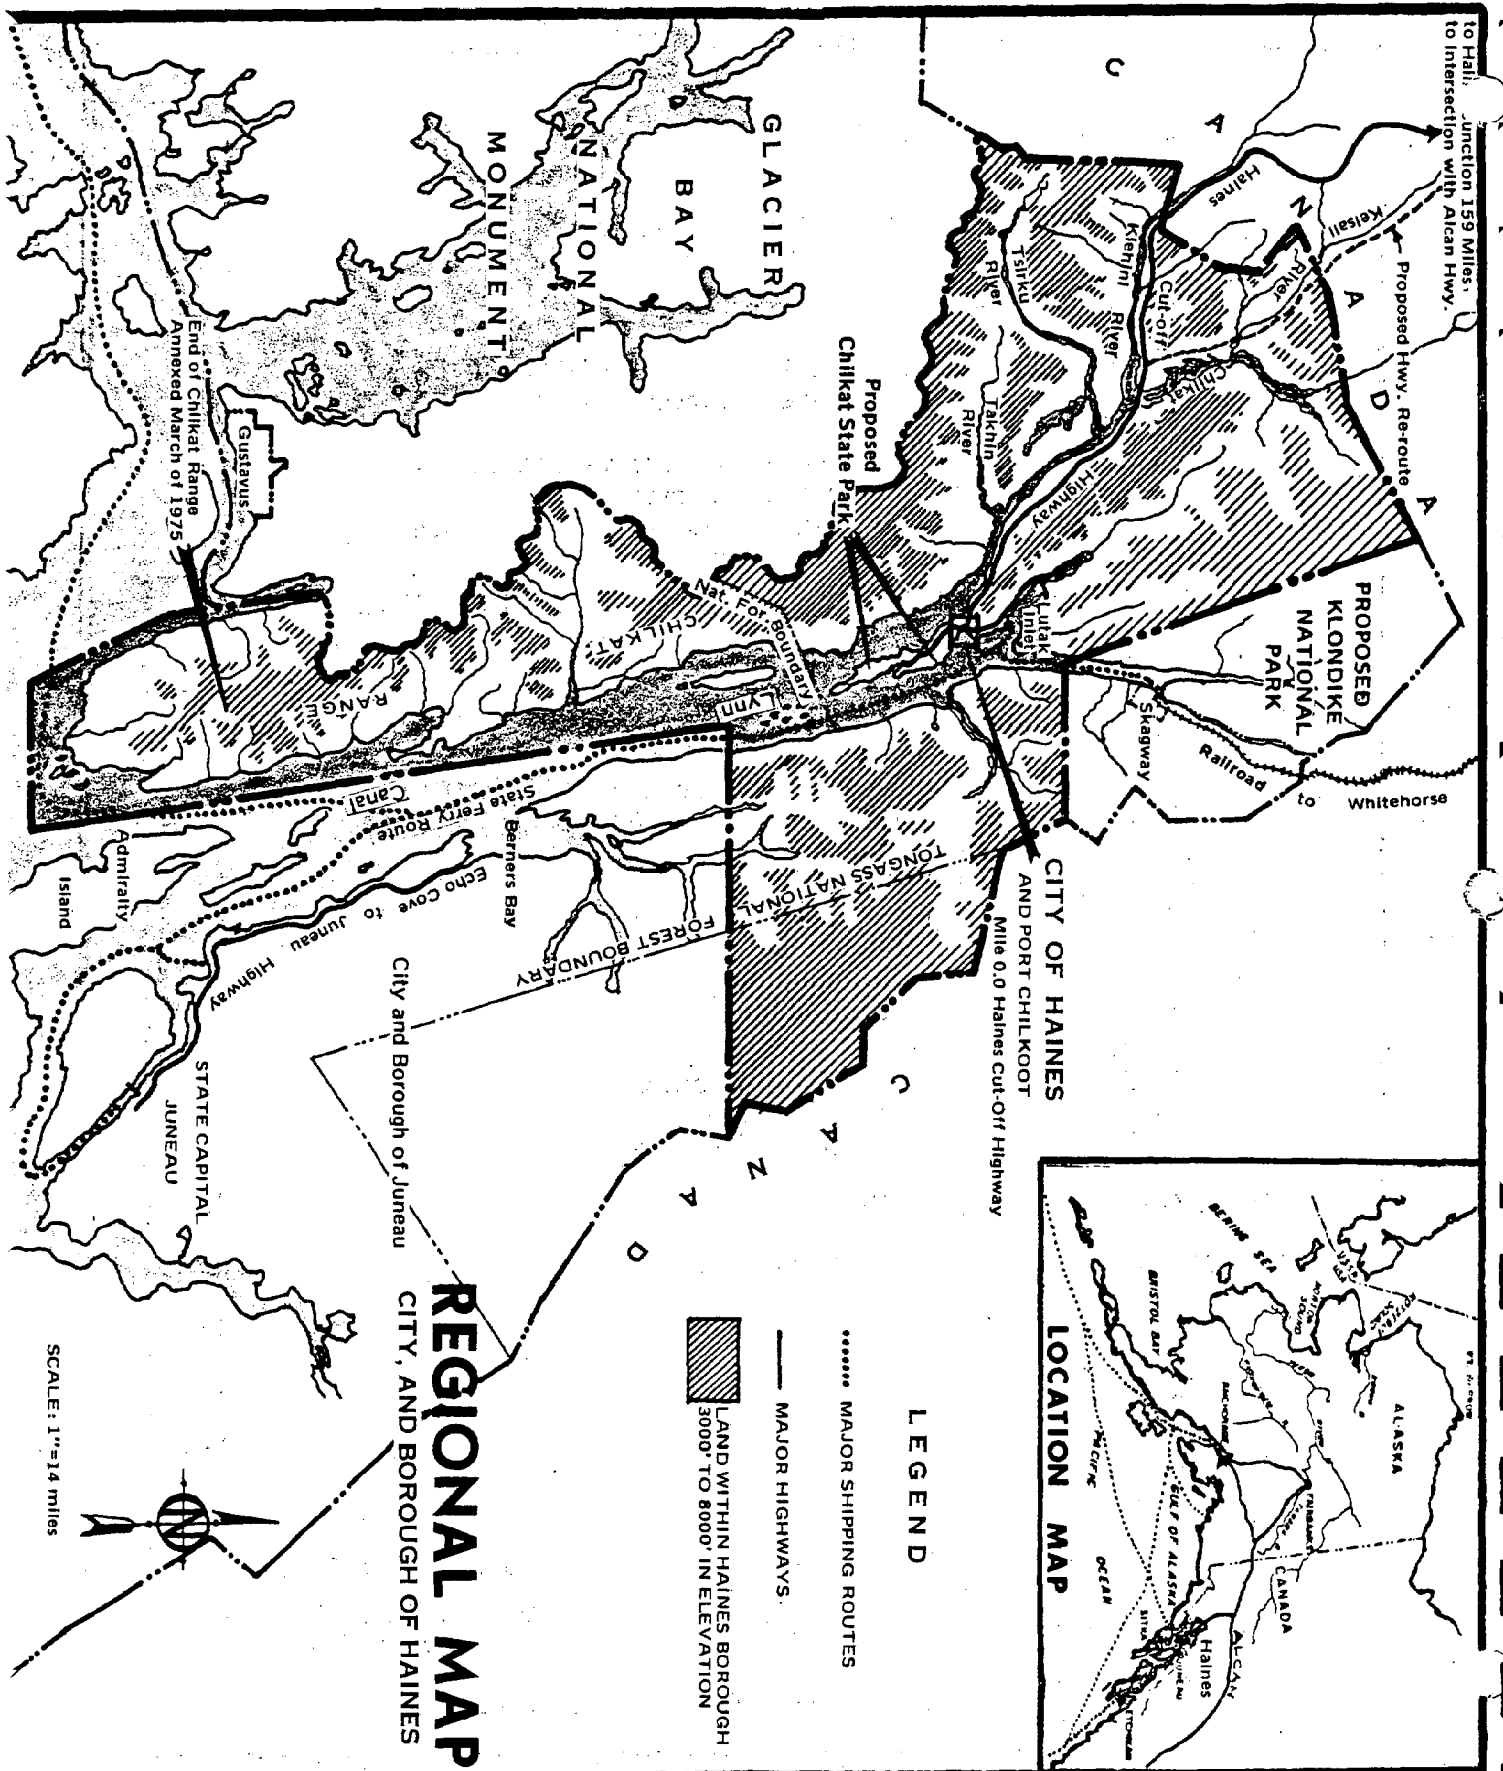 to Intersection with Alcan Hwy.
Proposed Hwy. Re-route
Kelsall
River
Haines
Cut-off
Highway
Klehini
River
Tsirku
River
Takhin
River
Chilkat
C A N A D A
GLACIER
BAY
NATIONAL
MONUMENT
Proposed
Chilkat State Park
End of Chilkat Range
Annexed March of 1975
Gustavus
Nat. For. Boundary
CHILKAT
RANGE
Lutak
Inlet
PROPOSED
KLONDIKE
NATIONAL
PARK
Skagway
Railroad to Whitehorse
Lynn
Canal
State Ferry Route
Berners Bay
Echo Cove to Juneau Highway
Admiralty
Island
TONGASS NATIONAL FOREST BOUNDARY
CITY OF HAINES
AND PORT CHILKOOT
Mile 0.0 Haines Cut-Off Highway
City and Borough of Juneau
STATE CAPITAL
JUNEAU
C A N A D
LOCATION MAP
BERING SEA
BRISTOL BAY
NORTON
SOUND
ALASKA
ANCHORAGE
FAIRBANKS
CANADA
GULF OF ALASKA
PACIFIC
OCEAN
ALCAN
Haines
SITKA
LEGEND
MAJOR SHIPPING ROUTES
MAJOR HIGHWAYS.
LAND WITHIN HAINES BOROUGH
3000' TO 8000' IN ELEVATION
REGIONAL MAP
CITY, AND BOROUGH OF HAINES
N
SCALE: 1"=14 miles